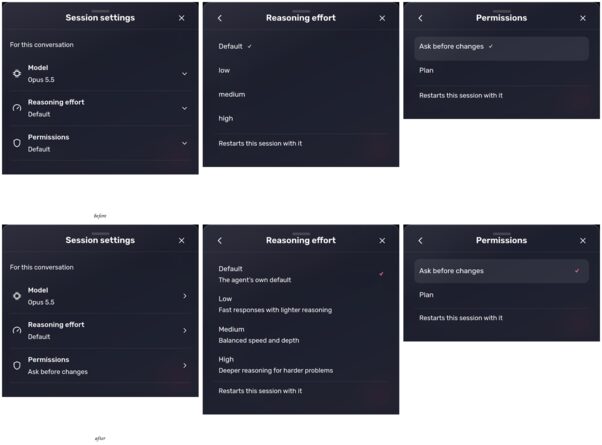 Session settings
For this conversation
Model
Opus 5.5
Reasoning effort
Default
Permissions
Default
Reasoning effort
Default
low
medium
high
Restarts this session with it
Permissions
Ask before changes
Plan
Restarts this session with it
before
Session settings
For this conversation
Model
Opus 5.5
Reasoning effort
Default
Permissions
Ask before changes
Reasoning effort
Default
The agent's own default
Low
Fast responses with lighter reasoning
Medium
Balanced speed and depth
High
Deeper reasoning for harder problems
Restarts this session with it
Permissions
Ask before changes
Plan
Restarts this session with it
after